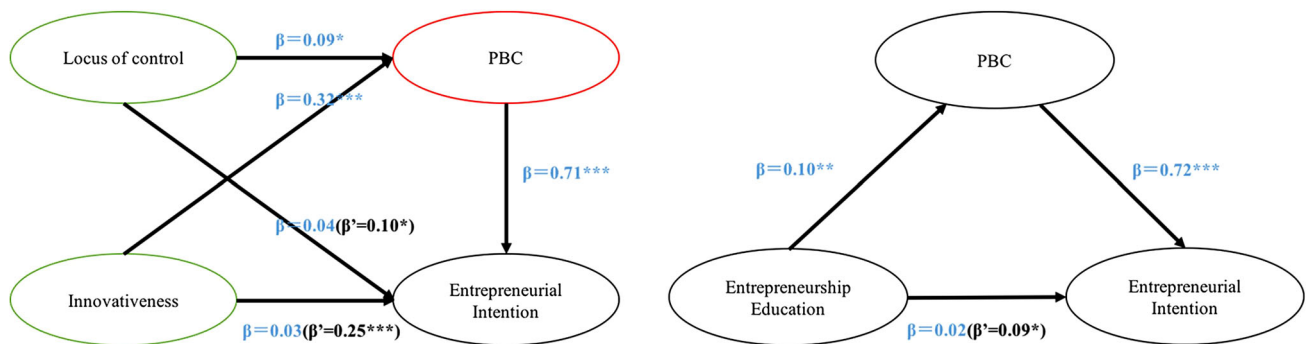 Locus of control
β=0.09*
PBC
β=0.32***
β=0.71***
β=0.04(β’=0.10*)
Innovativeness
Entrepreneurial
Intention
β=0.03(β’=0.25***)
PBC
β=0.10**
β=0.72***
Entrepreneurship
Education
Entrepreneurial
Intention
β=0.02(β’=0.09*)